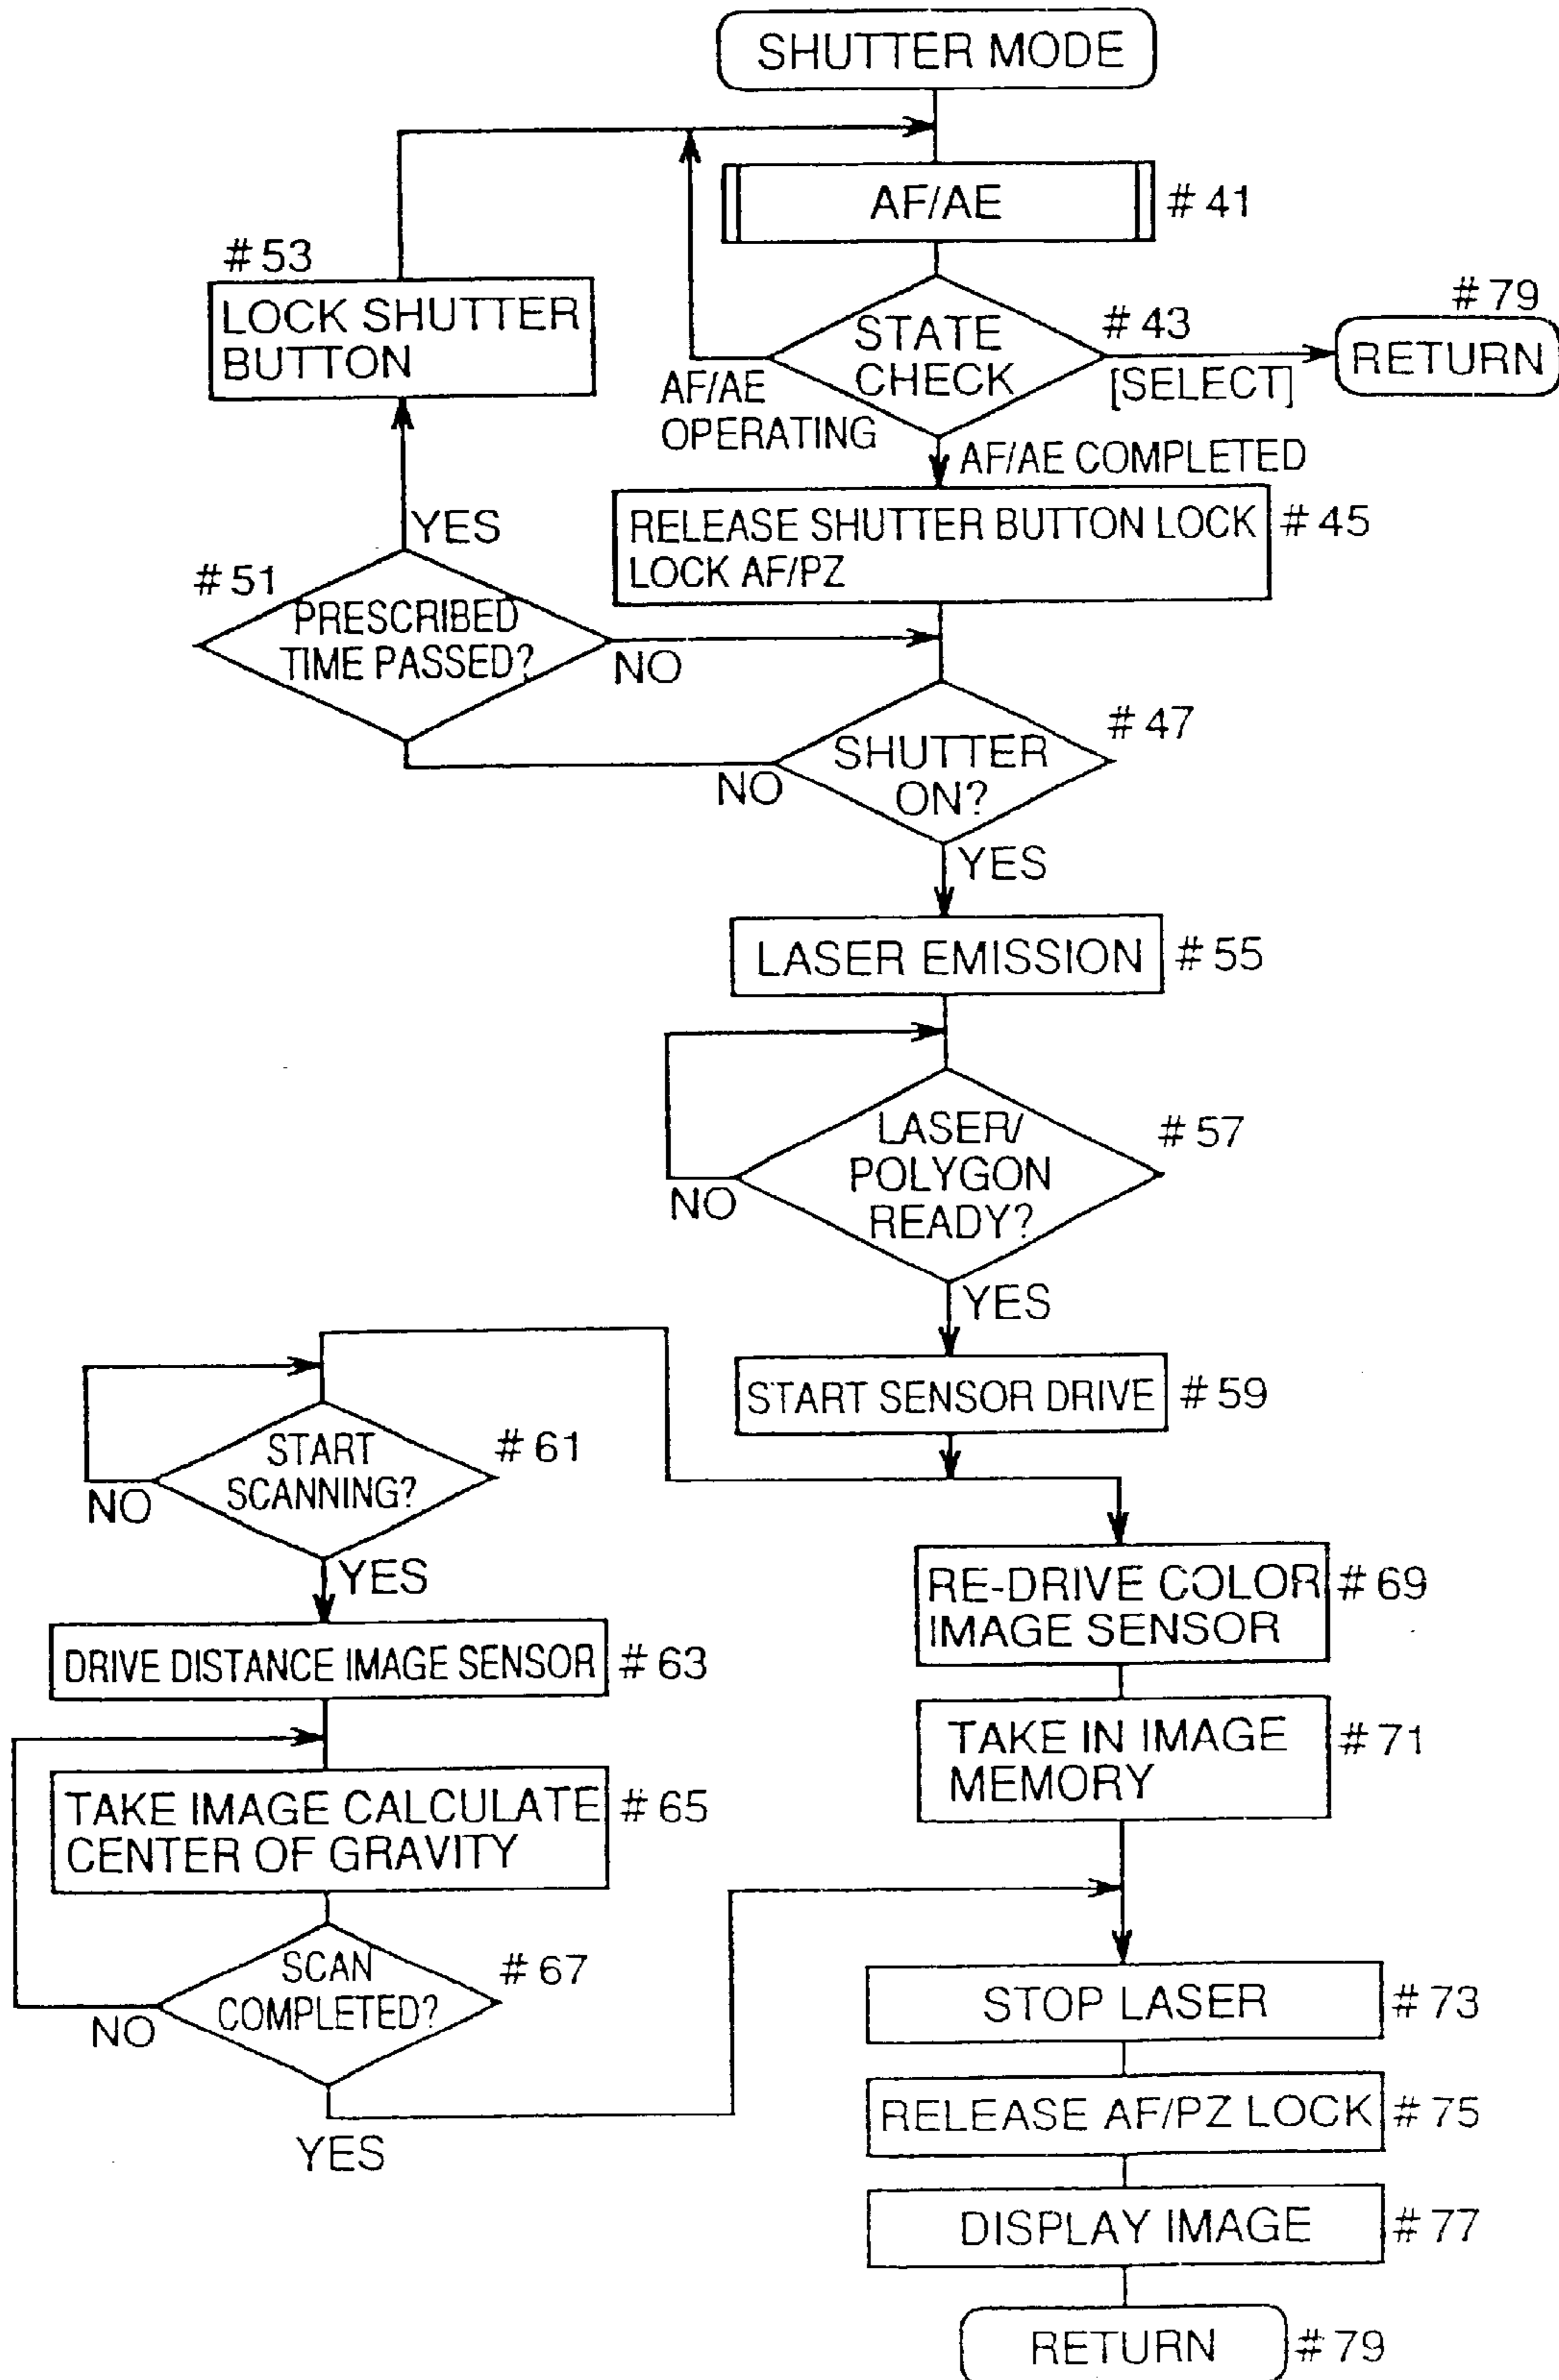 SHUTTER MODE
AF/AE
# 41
# 53
LOCK SHUTTER
BUTTON
STATE
CHECK
# 43
[SELECT]
# 79
RETURN
AF/AE
OPERATING
AF/AE COMPLETED
RELEASE SHUTTER BUTTON LOCK
LOCK AF/PZ
# 45
YES
# 51
PRESCRIBED
TIME PASSED?
NO
SHUTTER
ON?
# 47
NO
YES
LASER EMISSION
# 55
LASER/
POLYGON
READY?
# 57
NO
YES
START SENSOR DRIVE
# 59
START
SCANNING?
# 61
NO
YES
DRIVE DISTANCE IMAGE SENSOR
# 63
TAKE IMAGE CALCULATE
CENTER OF GRAVITY
# 65
SCAN
COMPLETED?
# 67
NO
YES
RE-DRIVE COLOR
IMAGE SENSOR
# 69
TAKE IN IMAGE
MEMORY
# 71
STOP LASER
# 73
RELEASE AF/PZ LOCK
# 75
DISPLAY IMAGE
# 77
RETURN
# 79